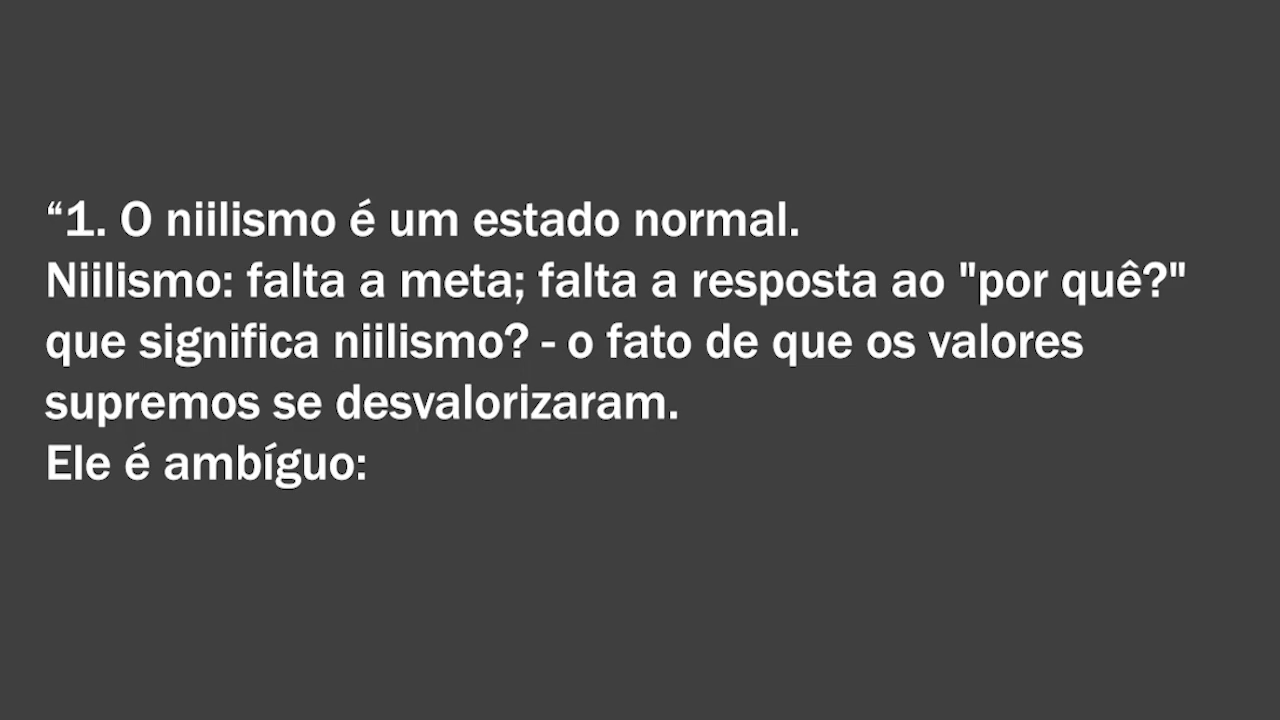 “1. O niilismo é um estado normal.
Niilismo: falta a meta; falta a resposta ao "por quê?"
que significa niilismo? - o fato de que os valores
supremos se desvalorizaram.
Ele é ambíguo: